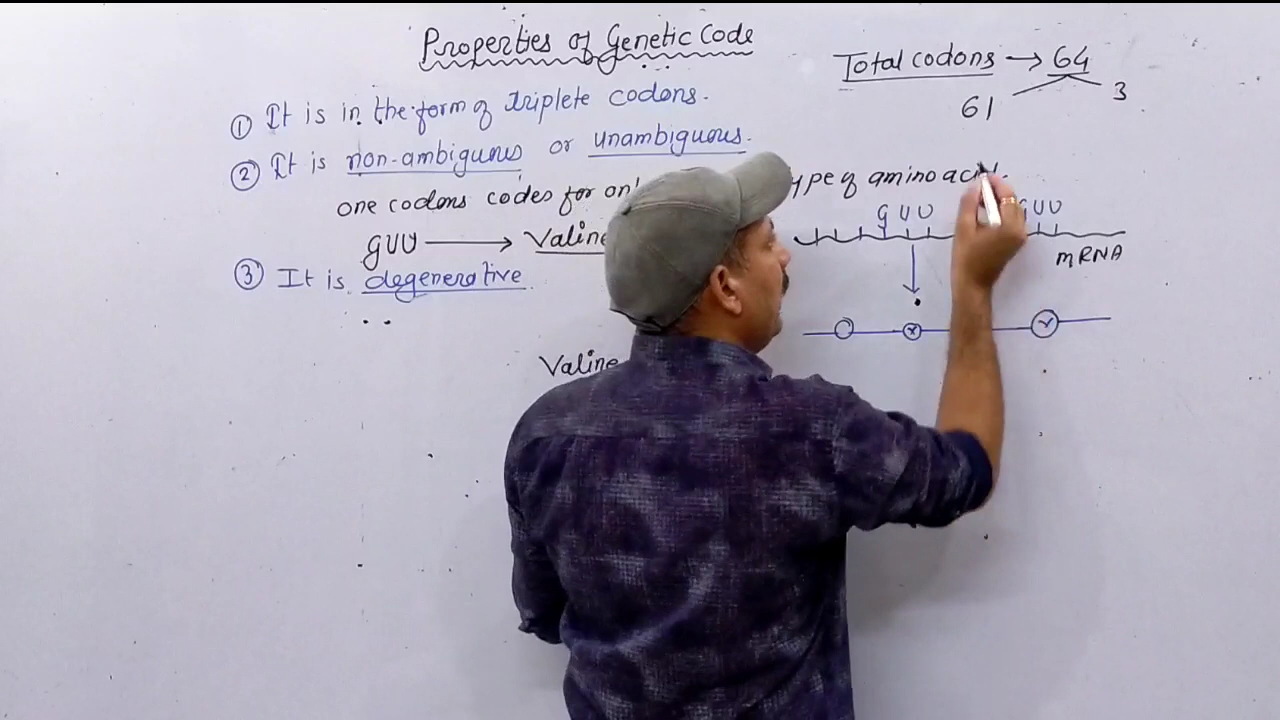 Properties of Genetic Code
Total codons → 64
61 3
① It is in the form of triplete codons.
② It is non-ambiguous or unambiguous.
one codons codes for type of amino acid.
GUU → Valine
GUU GUU
mRNA
③ It is degenerative.
Valine